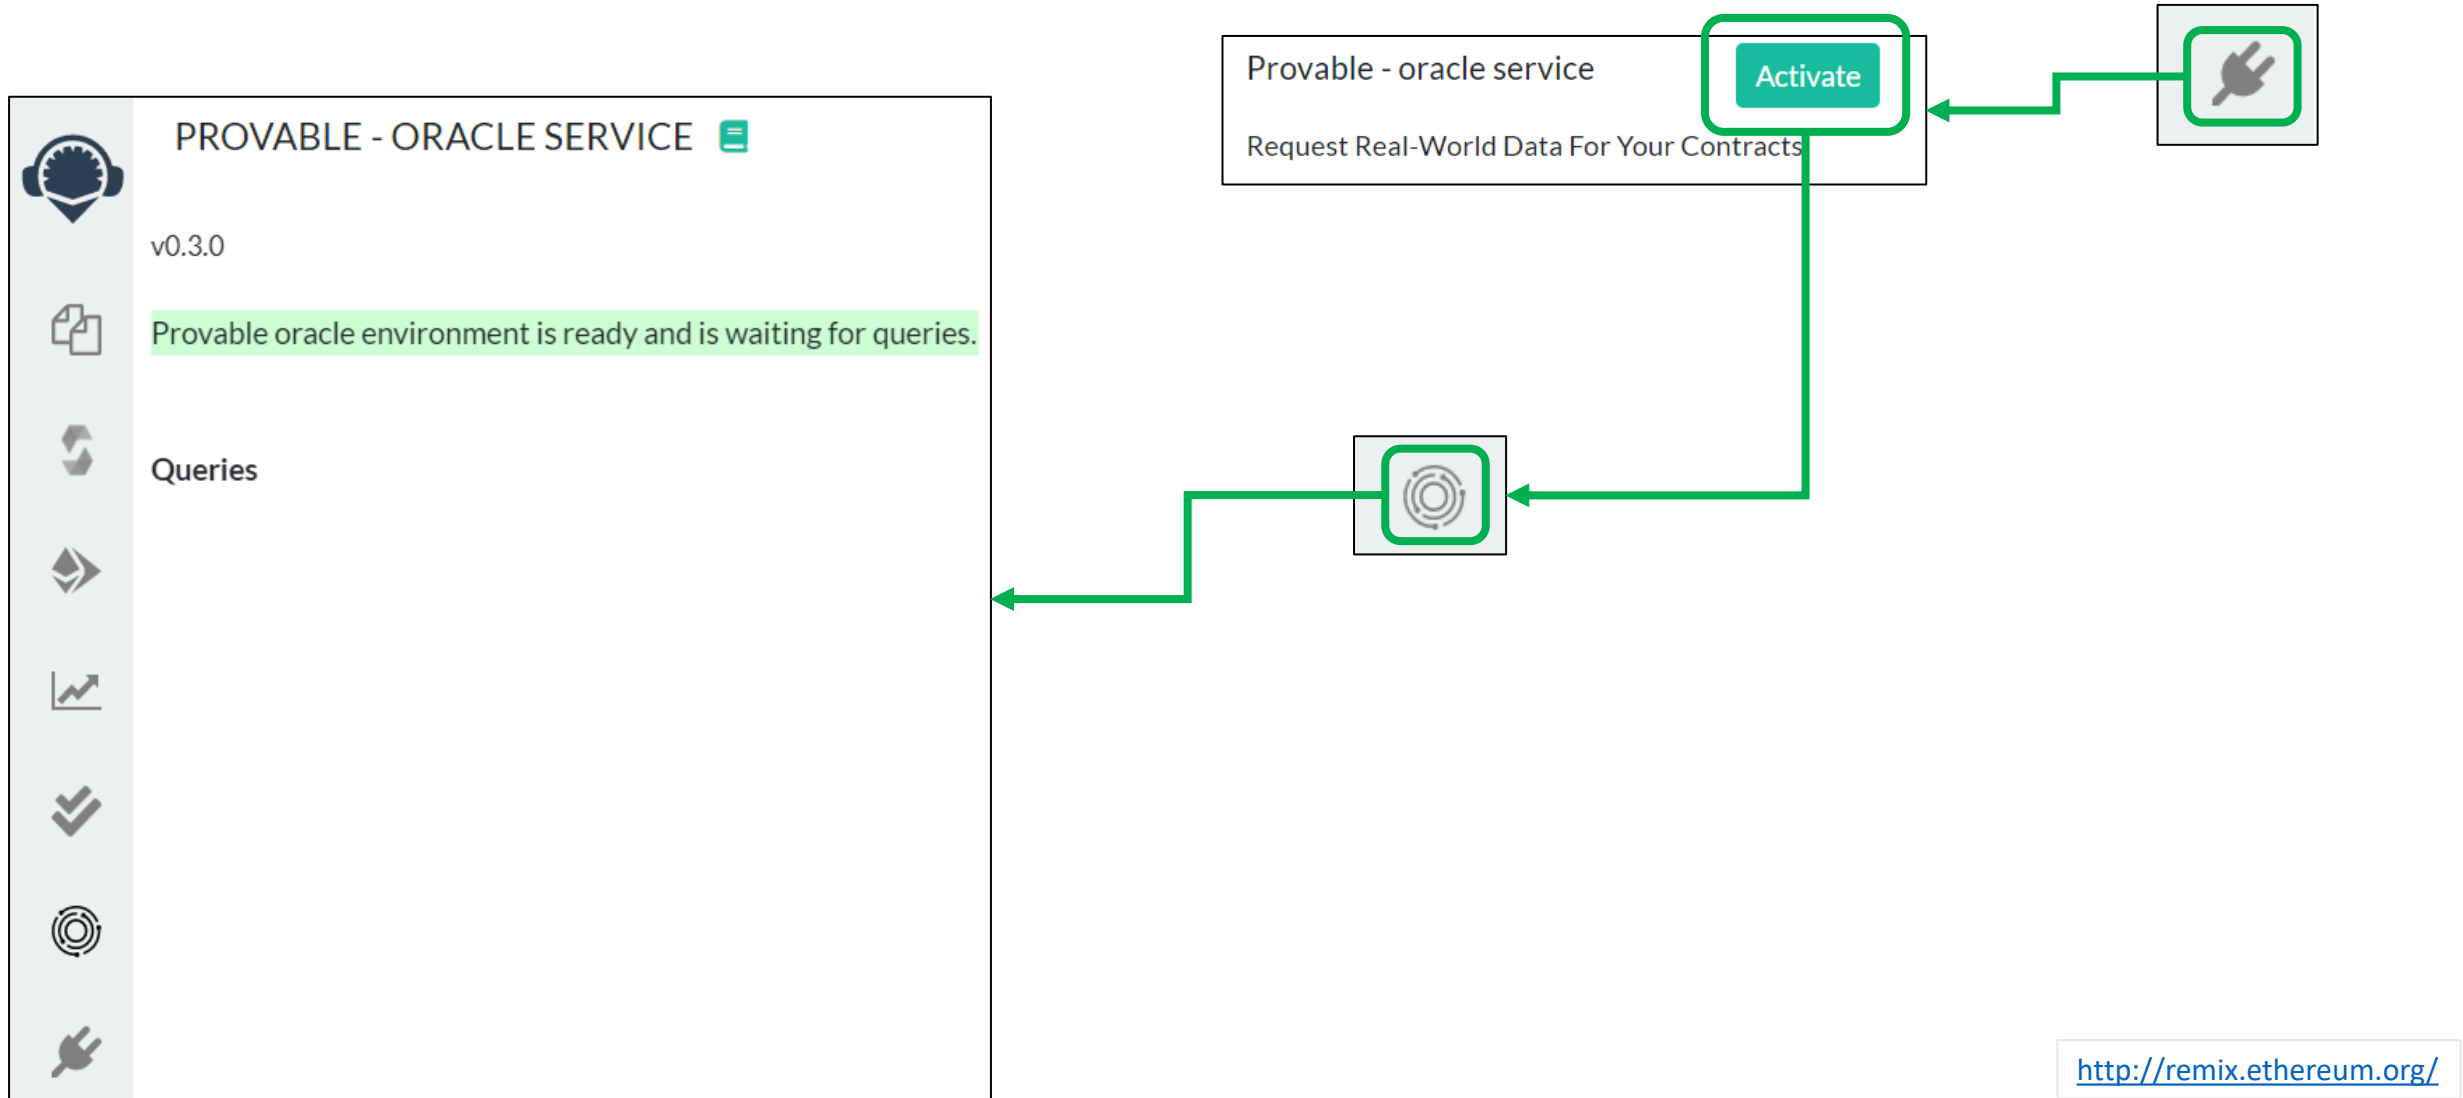 PROVABLE - ORACLE SERVICE
v0.3.0
Provable oracle environment is ready and is waiting for queries.
Queries
Provable - oracle service
Activate
Request Real-World Data For Your Contracts
http://remix.ethereum.org/